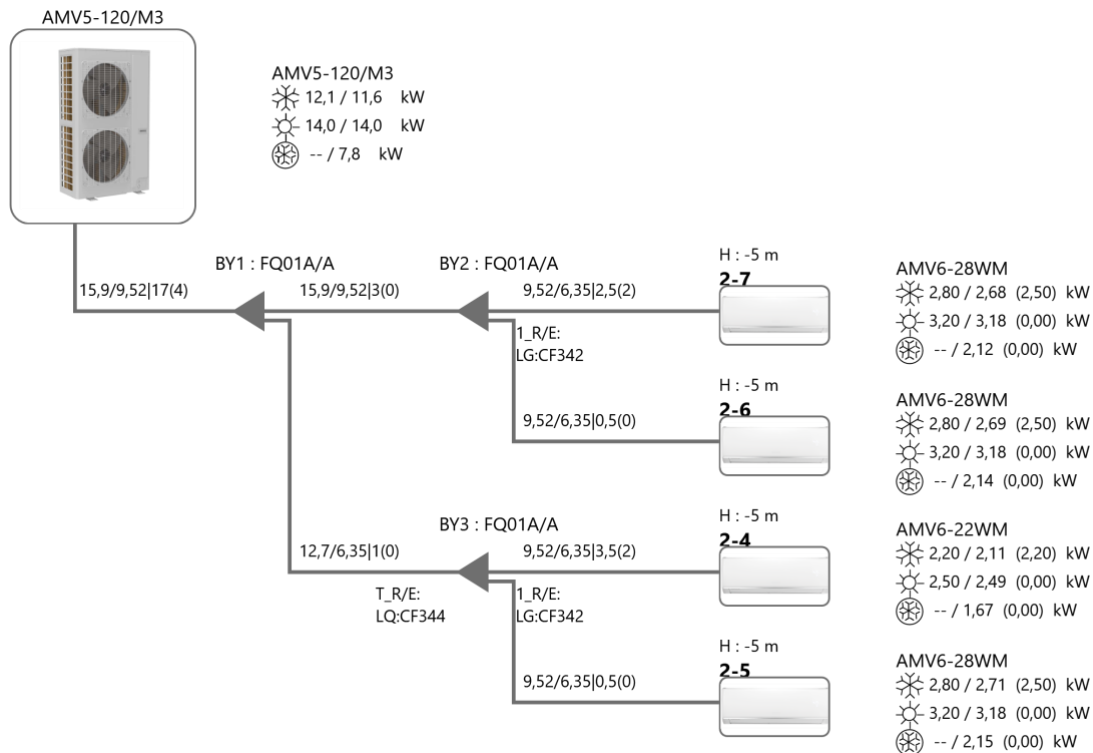 AMV5-120/M3
AMV5-120/M3
12,1 / 11,6 kW
14,0 / 14,0 kW
-- / 7,8 kW
BY1 : FQ01A/A
BY2 : FQ01A/A
H : -5 m
2-7
15,9/9,52|17(4)
15,9/9,52|3(0)
9,52/6,35|2,5(2)
1_R/E:
LG:CF342
AMV6-28WM
2,80 / 2,68 (2,50) kW
3,20 / 3,18 (0,00) kW
-- / 2,12 (0,00) kW
H : -5 m
2-6
9,52/6,35|0,5(0)
AMV6-28WM
2,80 / 2,69 (2,50) kW
3,20 / 3,18 (0,00) kW
-- / 2,14 (0,00) kW
BY3 : FQ01A/A
H : -5 m
2-4
12,7/6,35|1(0)
9,52/6,35|3,5(2)
T_R/E:
LQ:CF344
1_R/E:
LG:CF342
AMV6-22WM
2,20 / 2,11 (2,20) kW
2,50 / 2,49 (0,00) kW
-- / 1,67 (0,00) kW
H : -5 m
2-5
9,52/6,35|0,5(0)
AMV6-28WM
2,80 / 2,71 (2,50) kW
3,20 / 3,18 (0,00) kW
-- / 2,15 (0,00) kW